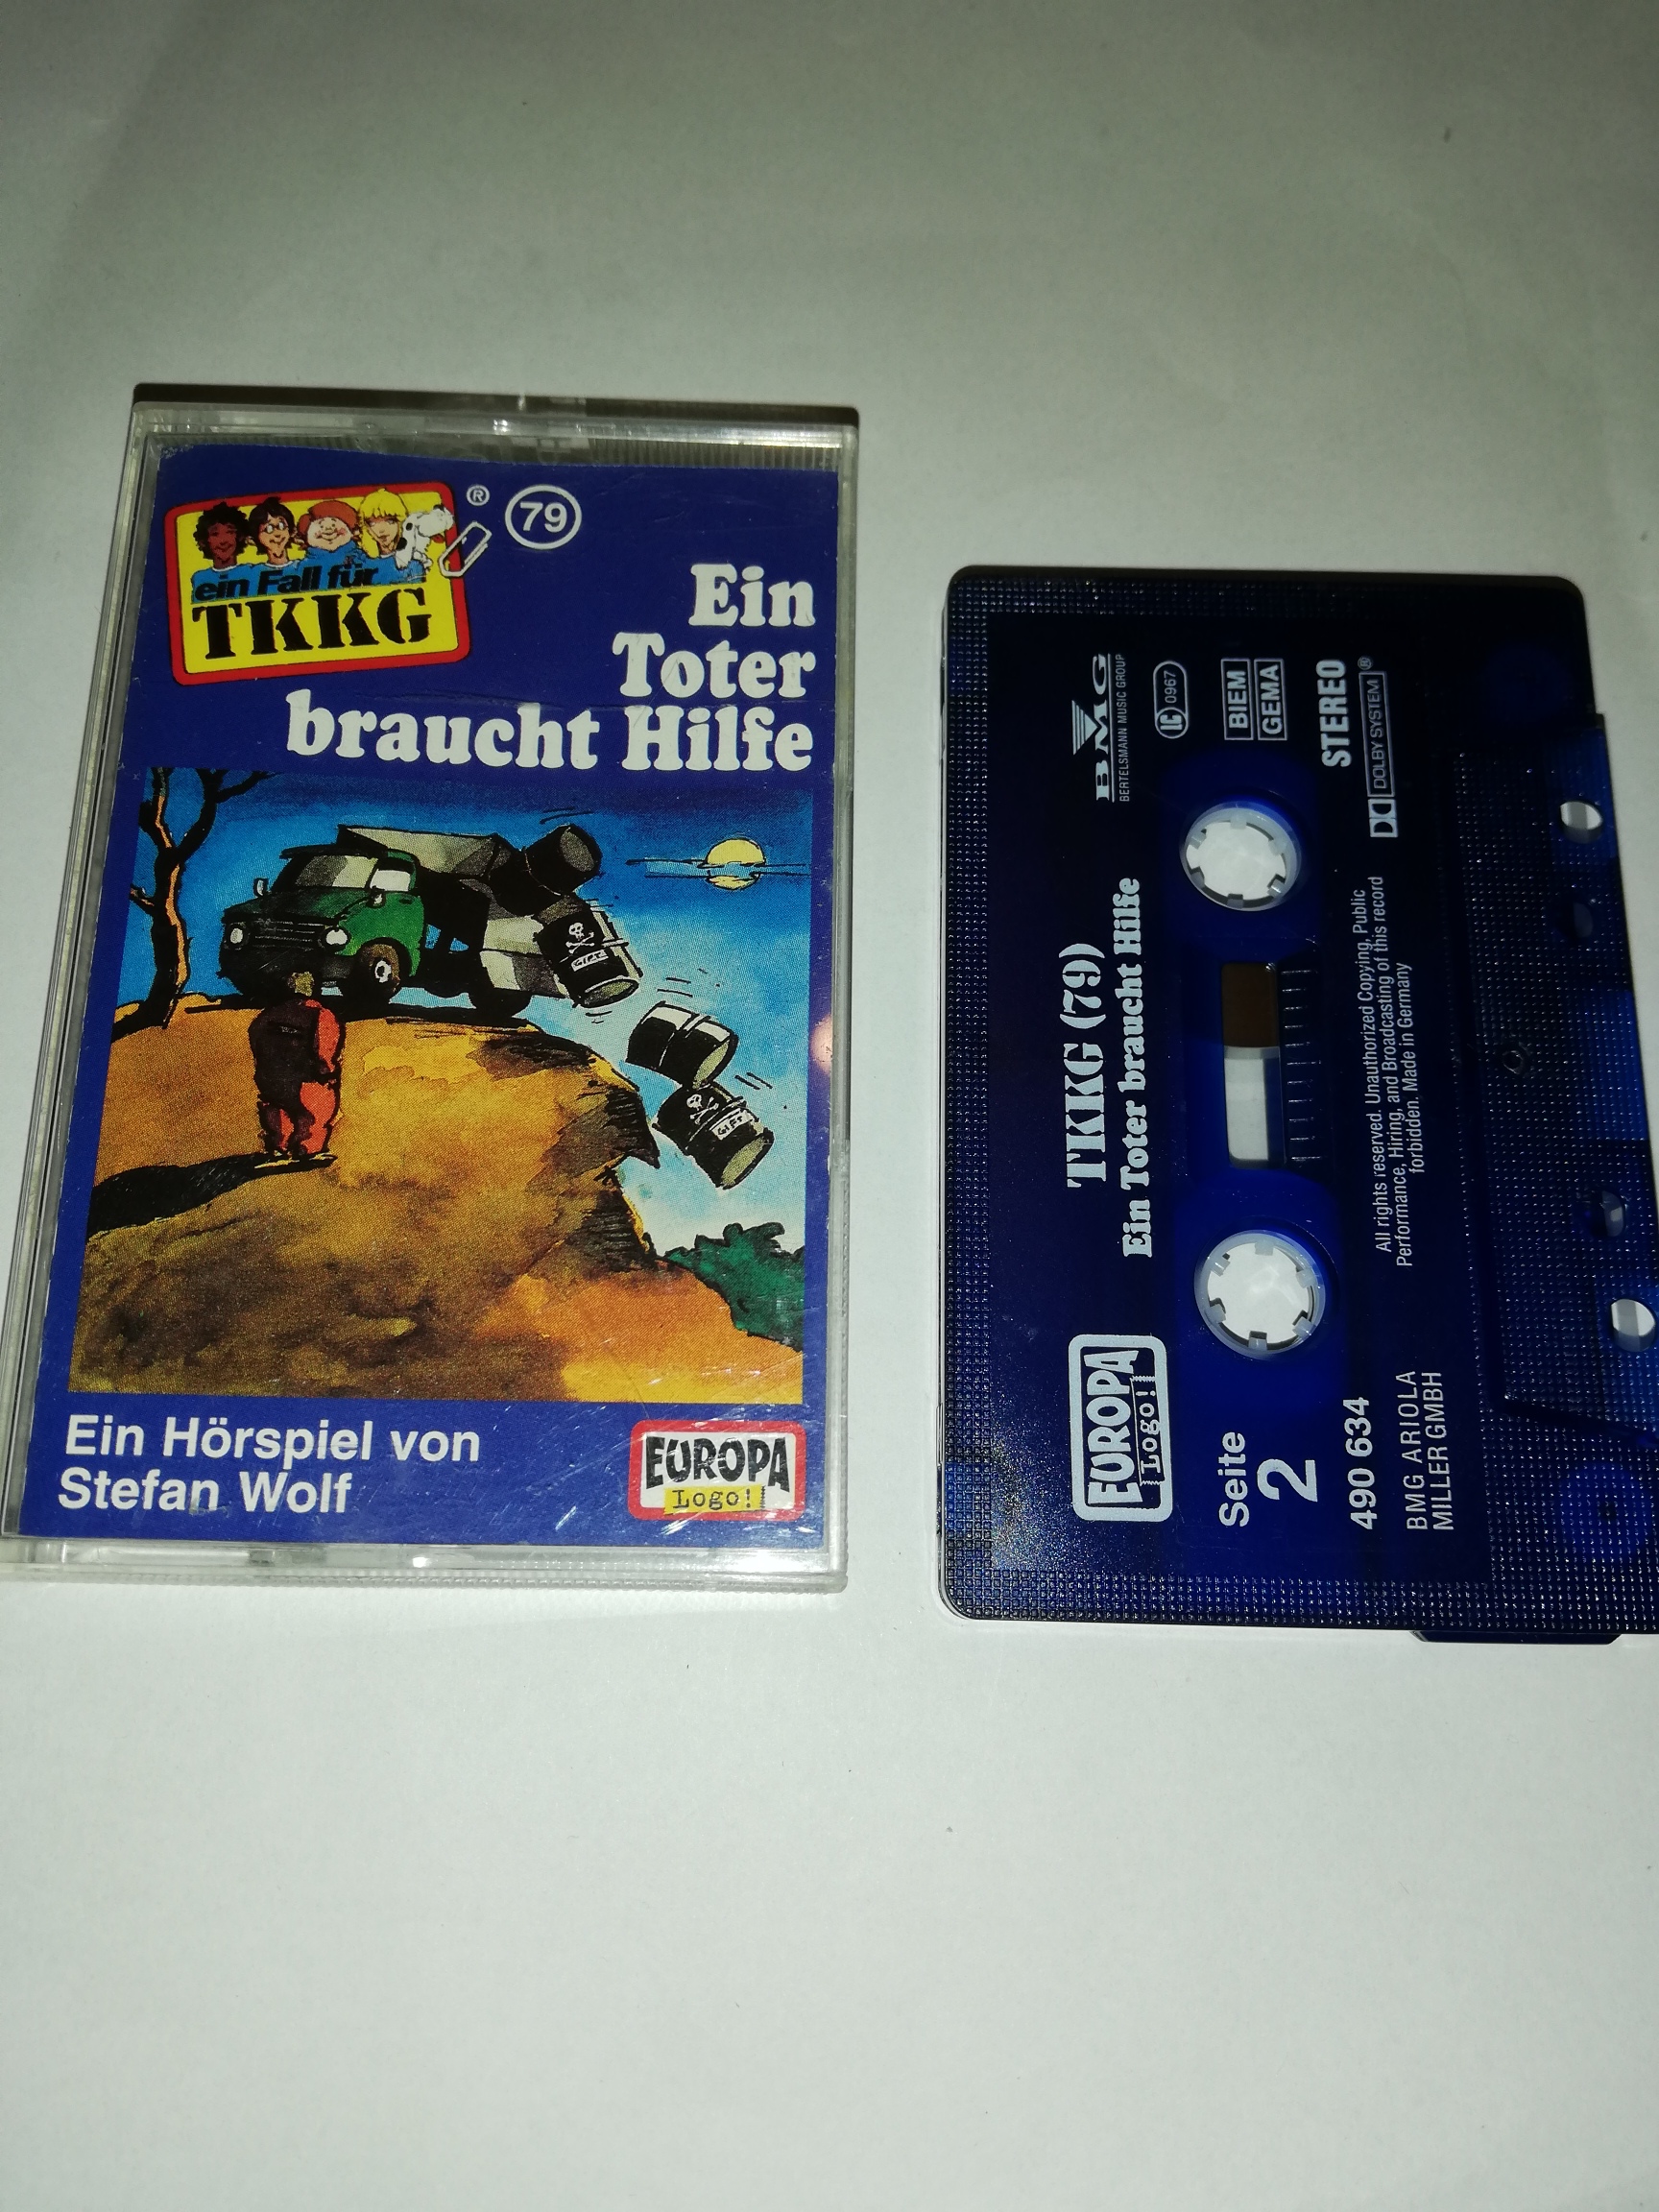 ein Fall für
TKKG
®
79
Ein
Toter
braucht Hilfe
GIFT
GIFT
Ein Hörspiel von
Stefan Wolf
EUROPA
Logo!
BMG
BERTELSMANN MUSIC GROUP
LC 0967
BIEM
GEMA
STEREO
DOLBY SYSTEM®
TKKG (79)
Ein Toter braucht Hilfe
All rights reserved. Unauthorized Copying, Public
Performance, Hiring, and Broadcasting of this record
forbidden. Made in Germany
EUROPA
Logo!
Seite
2
490 634
BMG ARIOLA
MILLER GMBH